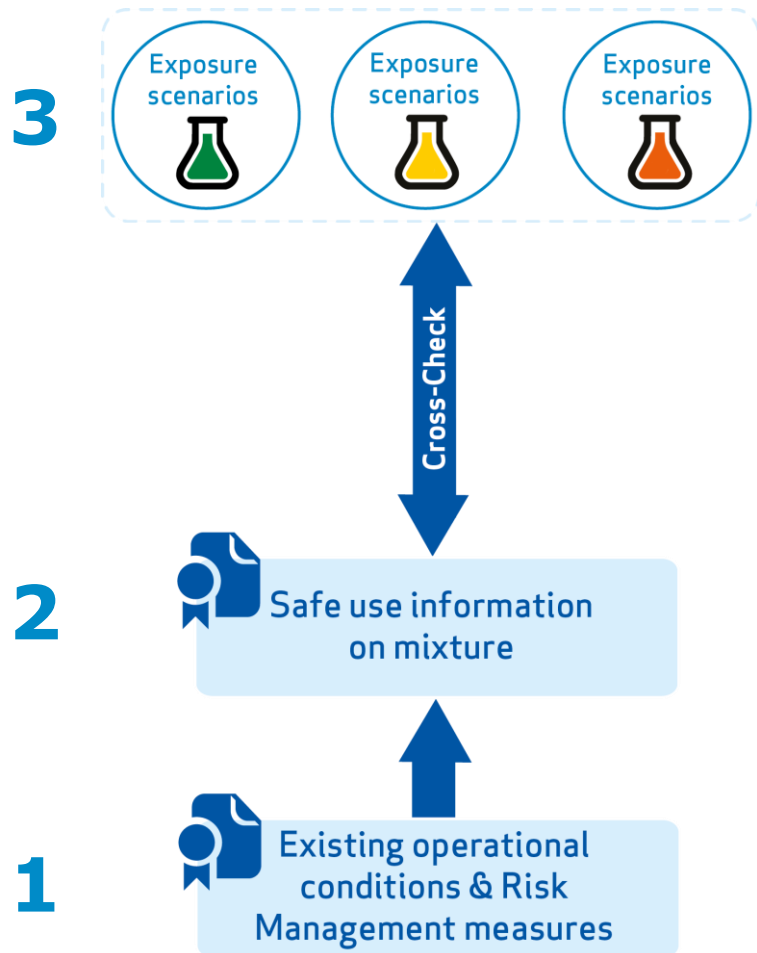 3
Exposure
scenarios
Exposure
scenarios
Exposure
scenarios
Cross-Check
2
Safe use information
on mixture
1
Existing operational
conditions & Risk
Management measures